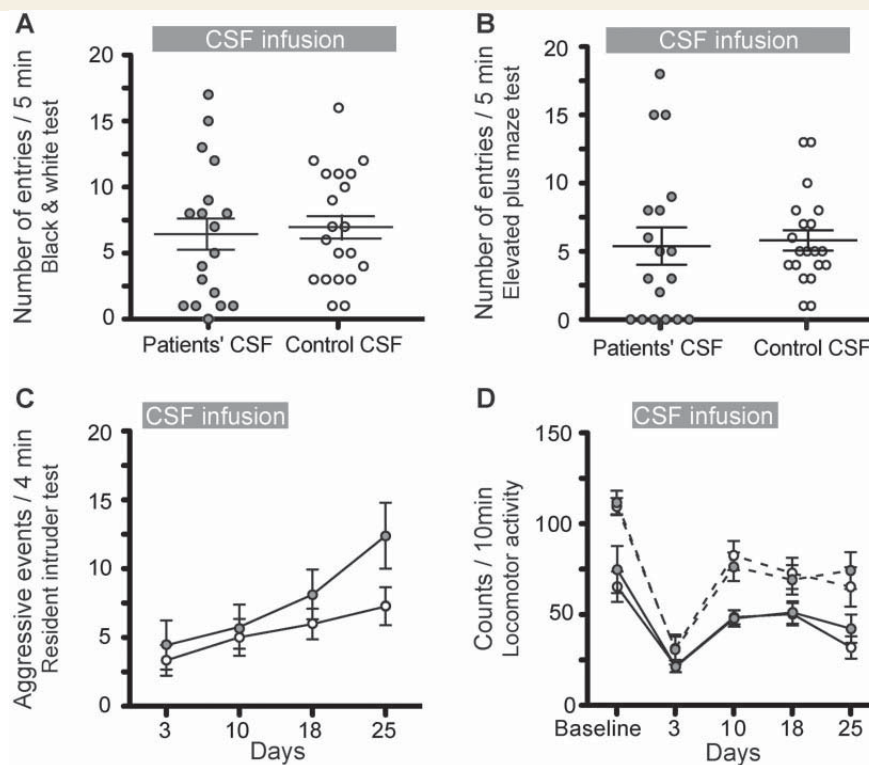 A
CSF infusion
Number of entries / 5 min
Black & white test
20
15
10
5
0
Patients' CSF
Control CSF
B
CSF infusion
Number of entries / 5 min
Elevated plus maze test
20
15
10
5
0
Patients' CSF
Control CSF
C
CSF infusion
Aggressive events / 4 min
Resident intruder test
20
15
10
5
0
3
10
18
25
Days
D
CSF infusion
Counts / 10min
Locomotor activity
150
100
50
0
Baseline
3
10
18
25
Days